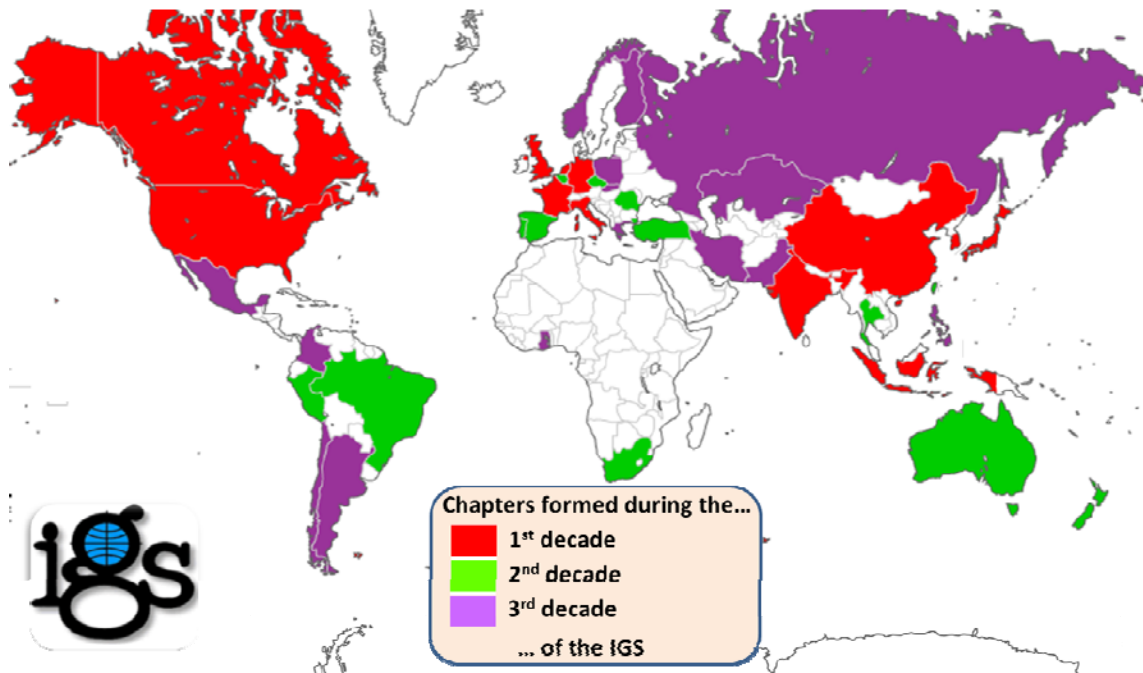 igs
Chapters formed during the...
1st decade
2nd decade
3rd decade
... of the IGS